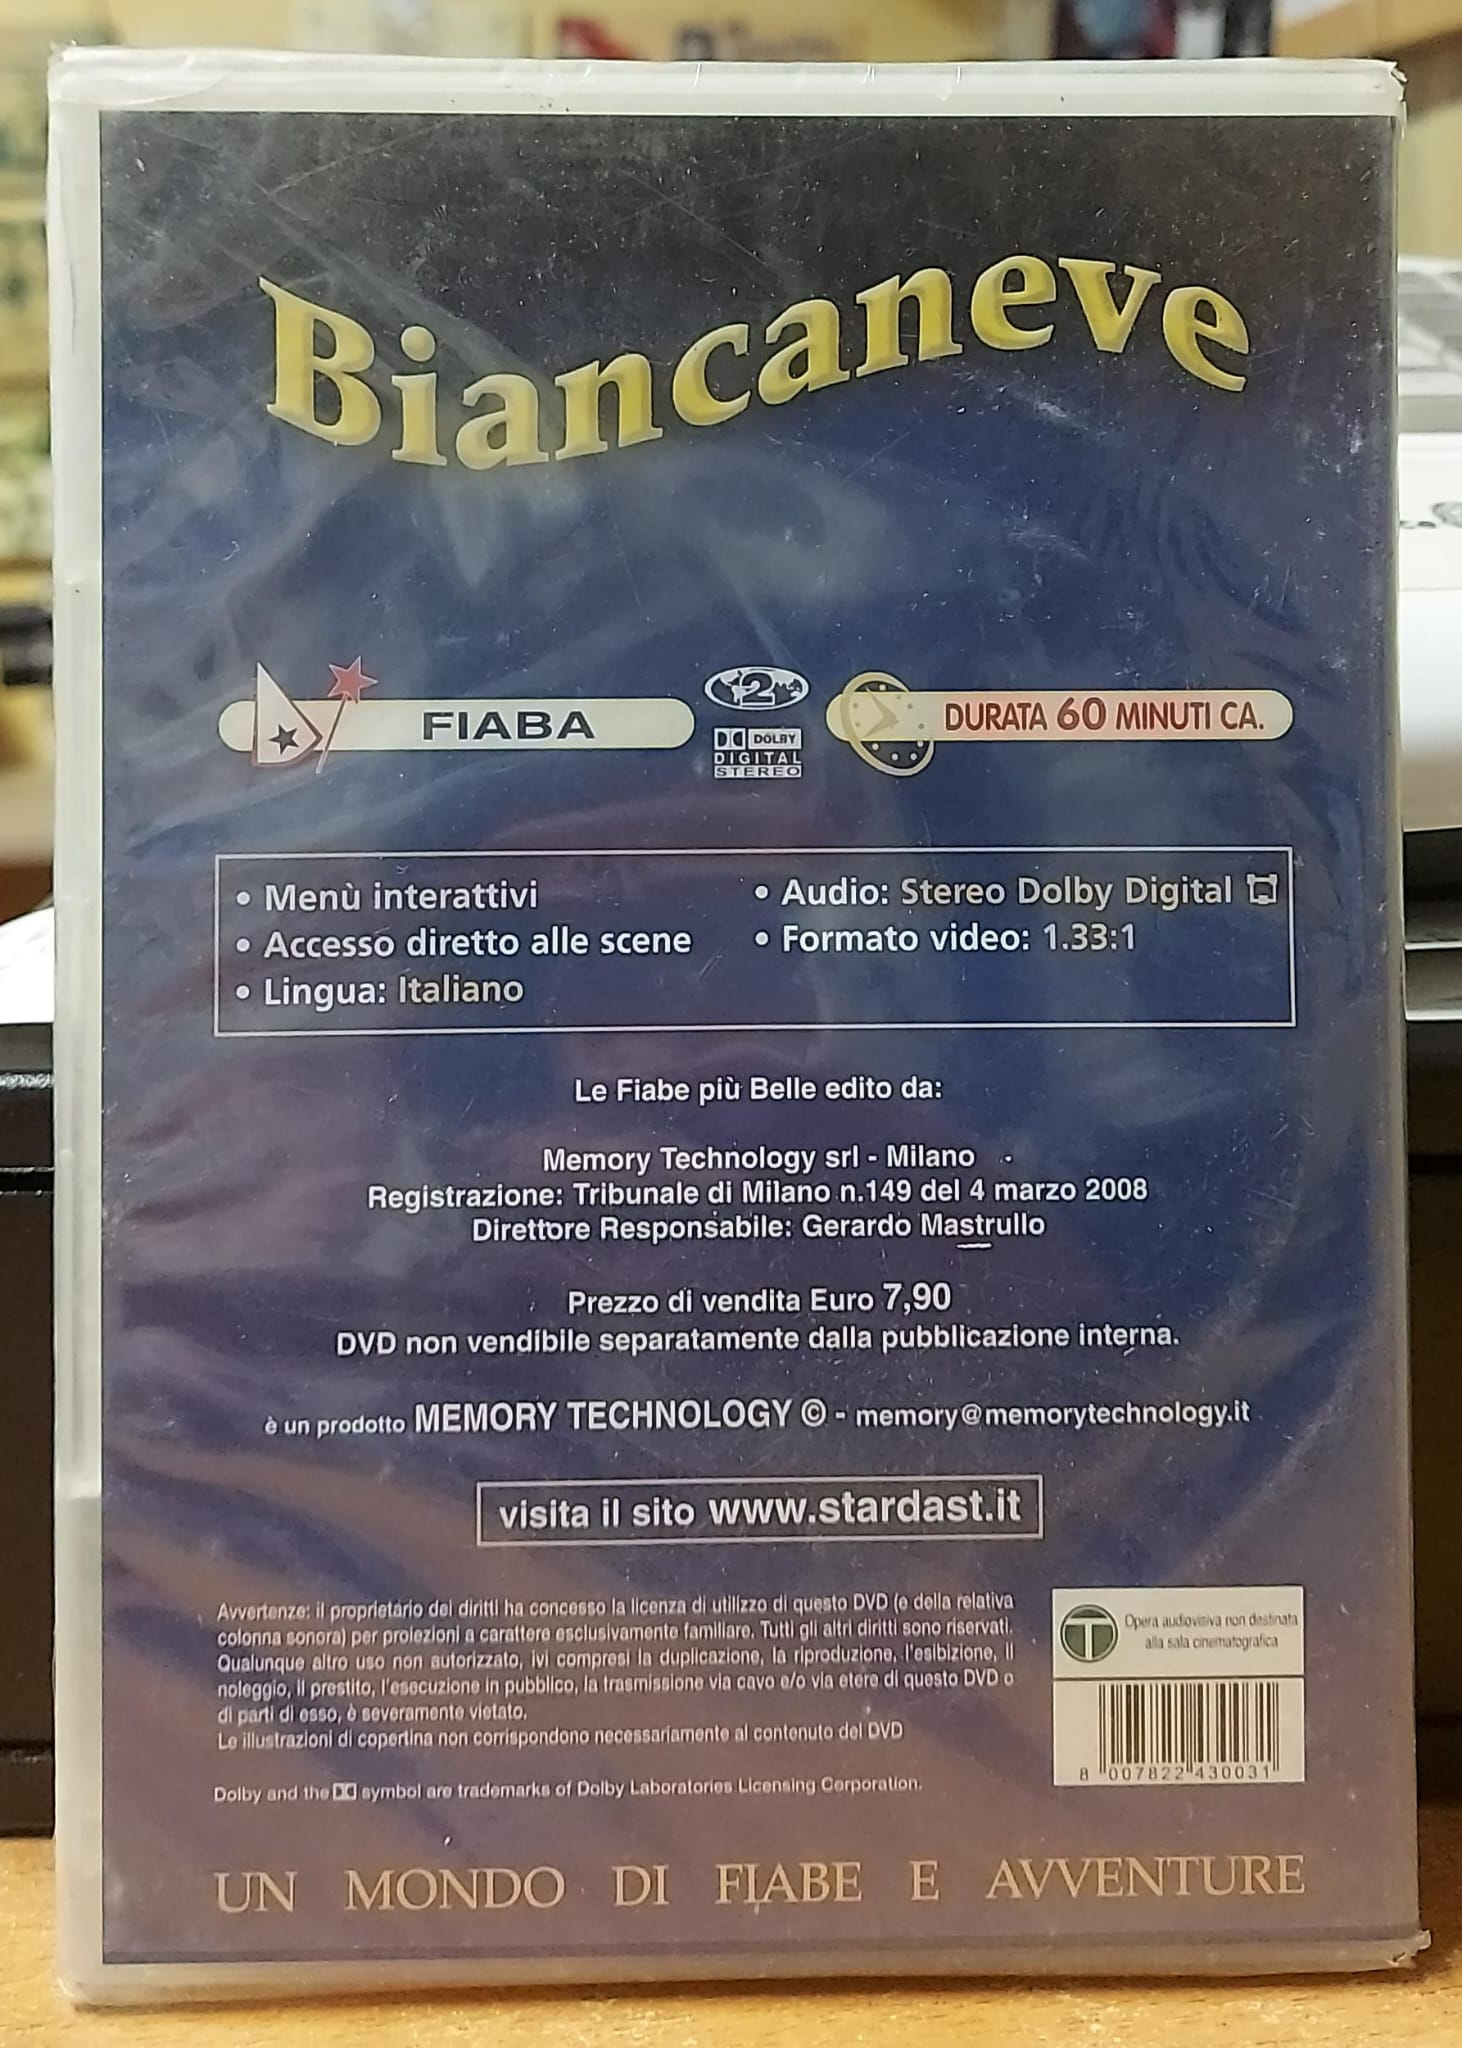 Biancaneve
FIABA
2
DOLBY
DIGITAL
STEREO
DURATA 60 MINUTI CA.
• Menù interattivi
• Accesso diretto alle scene
• Lingua: Italiano
• Audio: Stereo Dolby Digital
• Formato video: 1.33:1
Le Fiabe più Belle edito da:
Memory Technology srl - Milano
Registrazione: Tribunale di Milano n.149 del 4 marzo 2008
Direttore Responsabile: Gerardo Mastrullo
Prezzo di vendita Euro 7,90
DVD non vendibile separatamente dalla pubblicazione interna.
è un prodotto MEMORY TECHNOLOGY © - memory@memorytechnology.it
visita il sito www.stardast.it
Avvertenze: il proprietario dei diritti ha concesso la licenza di utilizzo di questo DVD (e della relativa
colonna sonora) per proiezioni a carattere esclusivamente familiare. Tutti gli altri diritti sono riservati.
Qualunque altro uso non autorizzato, ivi compresi la duplicazione, la riproduzione, l'esibizione, il
noleggio, il prestito, l'esecuzione in pubblico, la trasmissione via cavo e/o via etere di questo DVD o
di parti di esso, è severamente vietato.
Le illustrazioni di copertina non corrispondono necessariamente al contenuto del DVD
Dolby and the symbol are trademarks of Dolby Laboratories Licensing Corporation.
T
Opera audiovisiva non destinata
alla sala cinematografica
8 007822 430031
UN MONDO DI FIABE E AVVENTURE